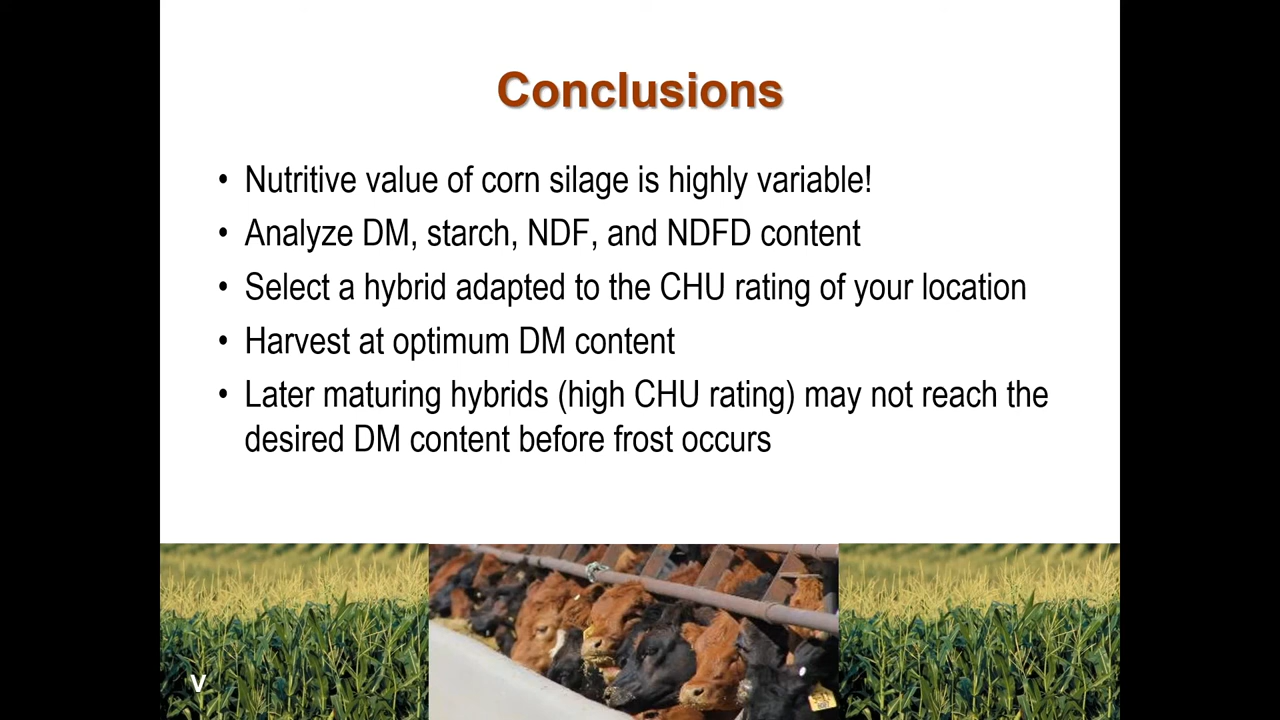 Conclusions
• Nutritive value of corn silage is highly variable!
• Analyze DM, starch, NDF, and NDFD content
• Select a hybrid adapted to the CHU rating of your location
• Harvest at optimum DM content
• Later maturing hybrids (high CHU rating) may not reach the
desired DM content before frost occurs
v